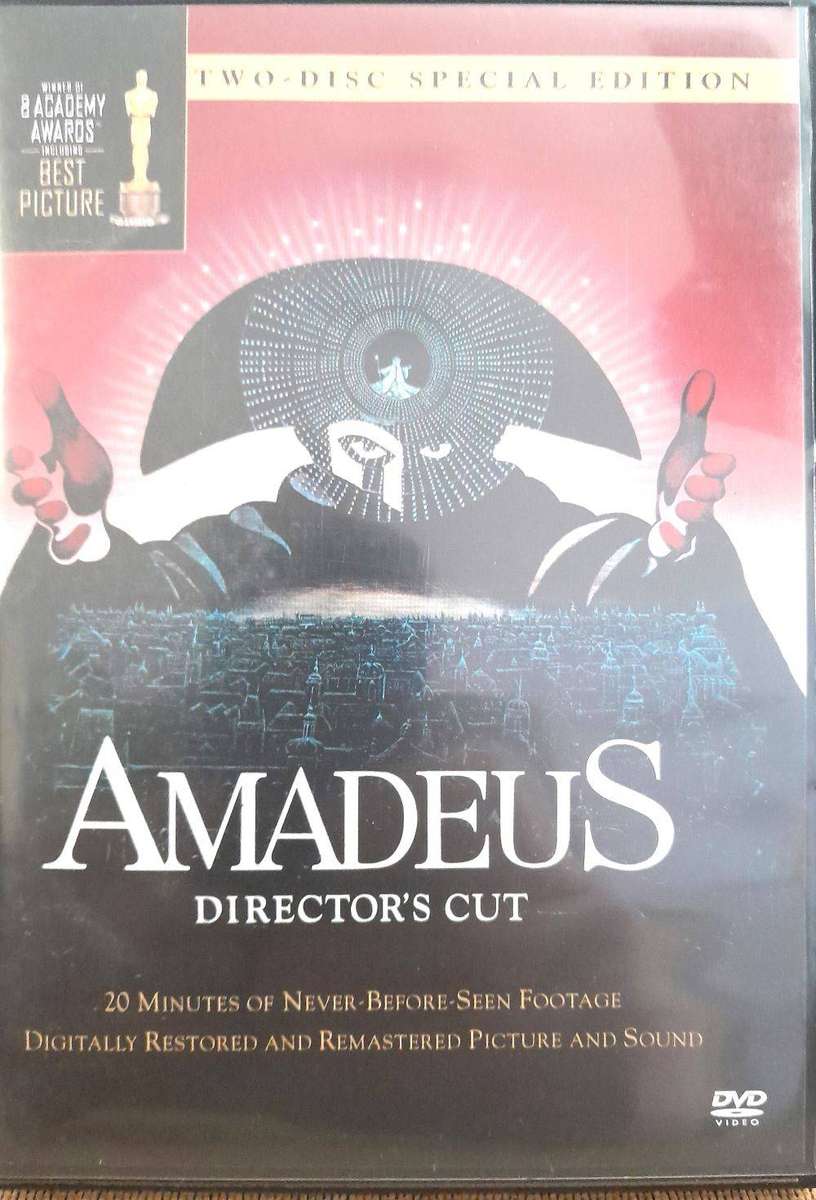 WINNER OF
8 ACADEMY
AWARDS
INCLUDING
BEST
PICTURE
TWO-DISC SPECIAL EDITION
AMADEUS
DIRECTOR'S CUT
20 MINUTES OF NEVER-BEFORE-SEEN FOOTAGE
DIGITALLY RESTORED AND REMASTERED PICTURE AND SOUND
DVD
VIDEO